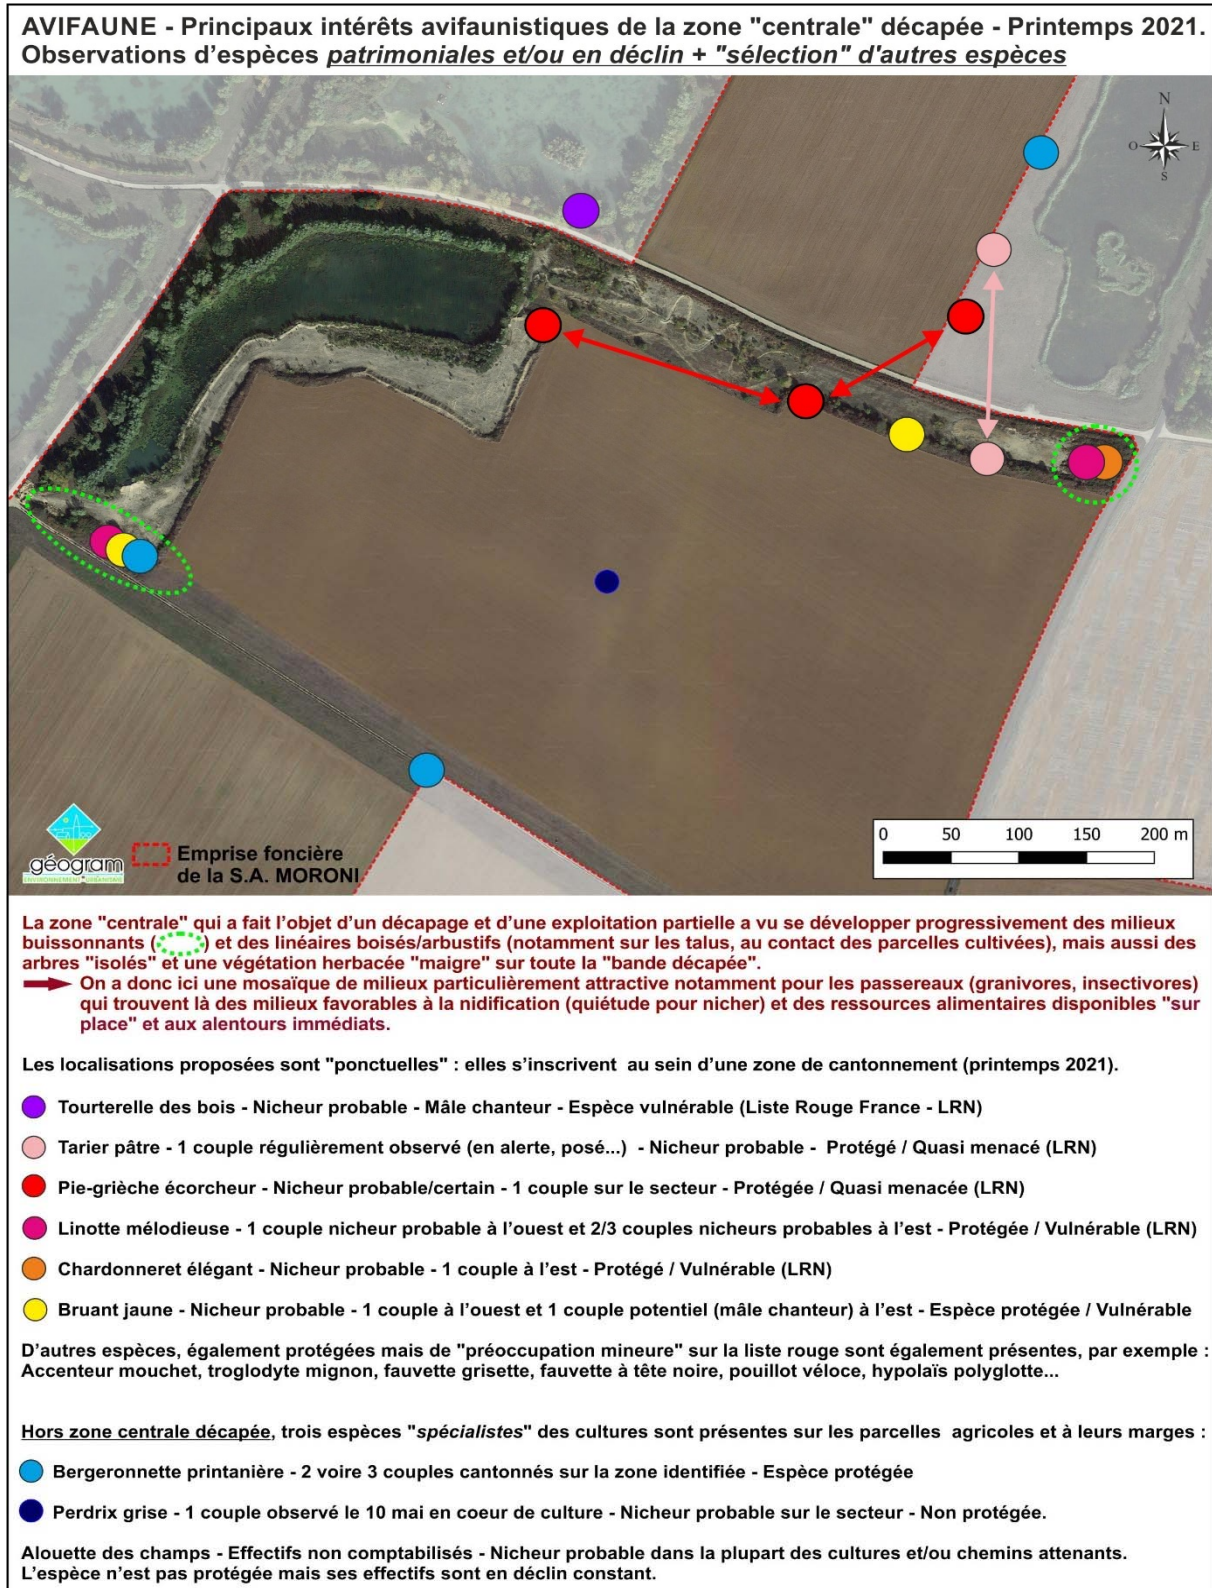 AVIFAUNE - Principaux intérêts avifaunistiques de la zone "centrale" décapée - Printemps 2021.
Observations d'espèces patrimoniales et/ou en déclin + "sélection" d'autres espèces
N
O
E
S
0 50 100 150 200 m
géogram
ENVIRONNEMENT URBANISME
Emprise foncière
de la S.A. MORONI
La zone "centrale" qui a fait l'objet d'un décapage et d'une exploitation partielle a vu se développer progressivement des milieux
buissonnants ( ) et des linéaires boisés/arbustifs (notamment sur les talus, au contact des parcelles cultivées), mais aussi des
arbres "isolés" et une végétation herbacée "maigre" sur toute la "bande décapée".
On a donc ici une mosaïque de milieux particulièrement attractive notamment pour les passereaux (granivores, insectivores)
qui trouvent là des milieux favorables à la nidification (quiétude pour nicher) et des ressources alimentaires disponibles "sur
place" et aux alentours immédiats.
Les localisations proposées sont "ponctuelles" : elles s'inscrivent au sein d'une zone de cantonnement (printemps 2021).
Tourterelle des bois - Nicheur probable - Mâle chanteur - Espèce vulnérable (Liste Rouge France - LRN)
Tarier pâtre - 1 couple régulièrement observé (en alerte, posé...) - Nicheur probable - Protégé / Quasi menacé (LRN)
Pie-grièche écorcheur - Nicheur probable/certain - 1 couple sur le secteur - Protégée / Quasi menacée (LRN)
Linotte mélodieuse - 1 couple nicheur probable à l'ouest et 2/3 couples nicheurs probables à l'est - Protégée / Vulnérable (LRN)
Chardonneret élégant - Nicheur probable - 1 couple à l'est - Protégé / Vulnérable (LRN)
Bruant jaune - Nicheur probable - 1 couple à l'ouest et 1 couple potentiel (mâle chanteur) à l'est - Espèce protégée / Vulnérable
D'autres espèces, également protégées mais de "préoccupation mineure" sur la liste rouge sont également présentes, par exemple :
Accenteur mouchet, troglodyte mignon, fauvette grisette, fauvette à tête noire, pouillot véloce, hypolaïs polyglotte...
Hors zone centrale décapée, trois espèces "spécialistes" des cultures sont présentes sur les parcelles agricoles et à leurs marges :
Bergeronnette printanière - 2 voire 3 couples cantonnés sur la zone identifiée - Espèce protégée
Perdrix grise - 1 couple observé le 10 mai en coeur de culture - Nicheur probable sur le secteur - Non protégée.
Alouette des champs - Effectifs non comptabilisés - Nicheur probable dans la plupart des cultures et/ou chemins attenants.
L'espèce n'est pas protégée mais ses effectifs sont en déclin constant.